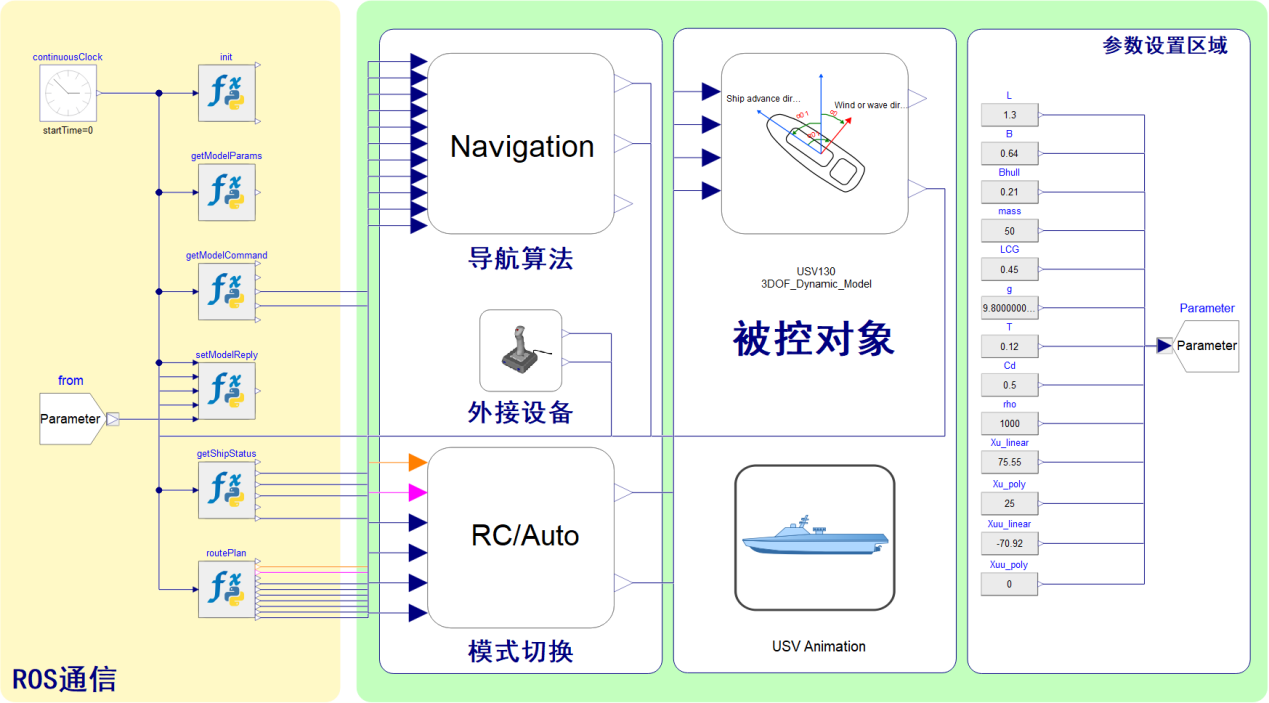 continuousClock
startTime=0
init
getModelParams
getModelCommand
setModelReply
from
Parameter
getShipStatus
routePlan
ROS通信
Navigation
导航算法
外接设备
RC/Auto
模式切换
Ship advance dir...
Wind or wave dir...
USV130
3DOF_Dynamic_Model
被控对象
USV Animation
参数设置区域
L
1.3
B
0.64
Bhull
0.21
mass
50
LCG
0.45
g
9.8000000...
T
0.12
Cd
0.5
rho
1000
Xu_linear
75.55
Xu_poly
25
Xuu_linear
-70.92
Xuu_poly
0
Parameter
Parameter